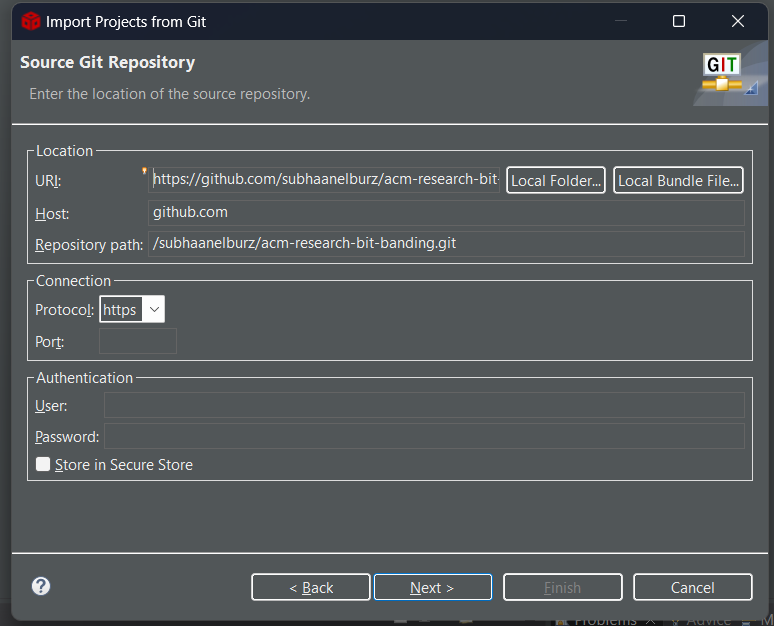 Import Projects from Git
Source Git Repository
Enter the location of the source repository.
GIT
Location
URI: https://github.com/subhaanelburz/acm-research-bit- Local Folder... Local Bundle File...
Host: github.com
Repository path: /subhaanelburz/acm-research-bit-banding.git
Connection
Protocol: https
Port:
Authentication
User:
Password:
Store in Secure Store
?
< Back Next > Finish Cancel
Problems Advice M